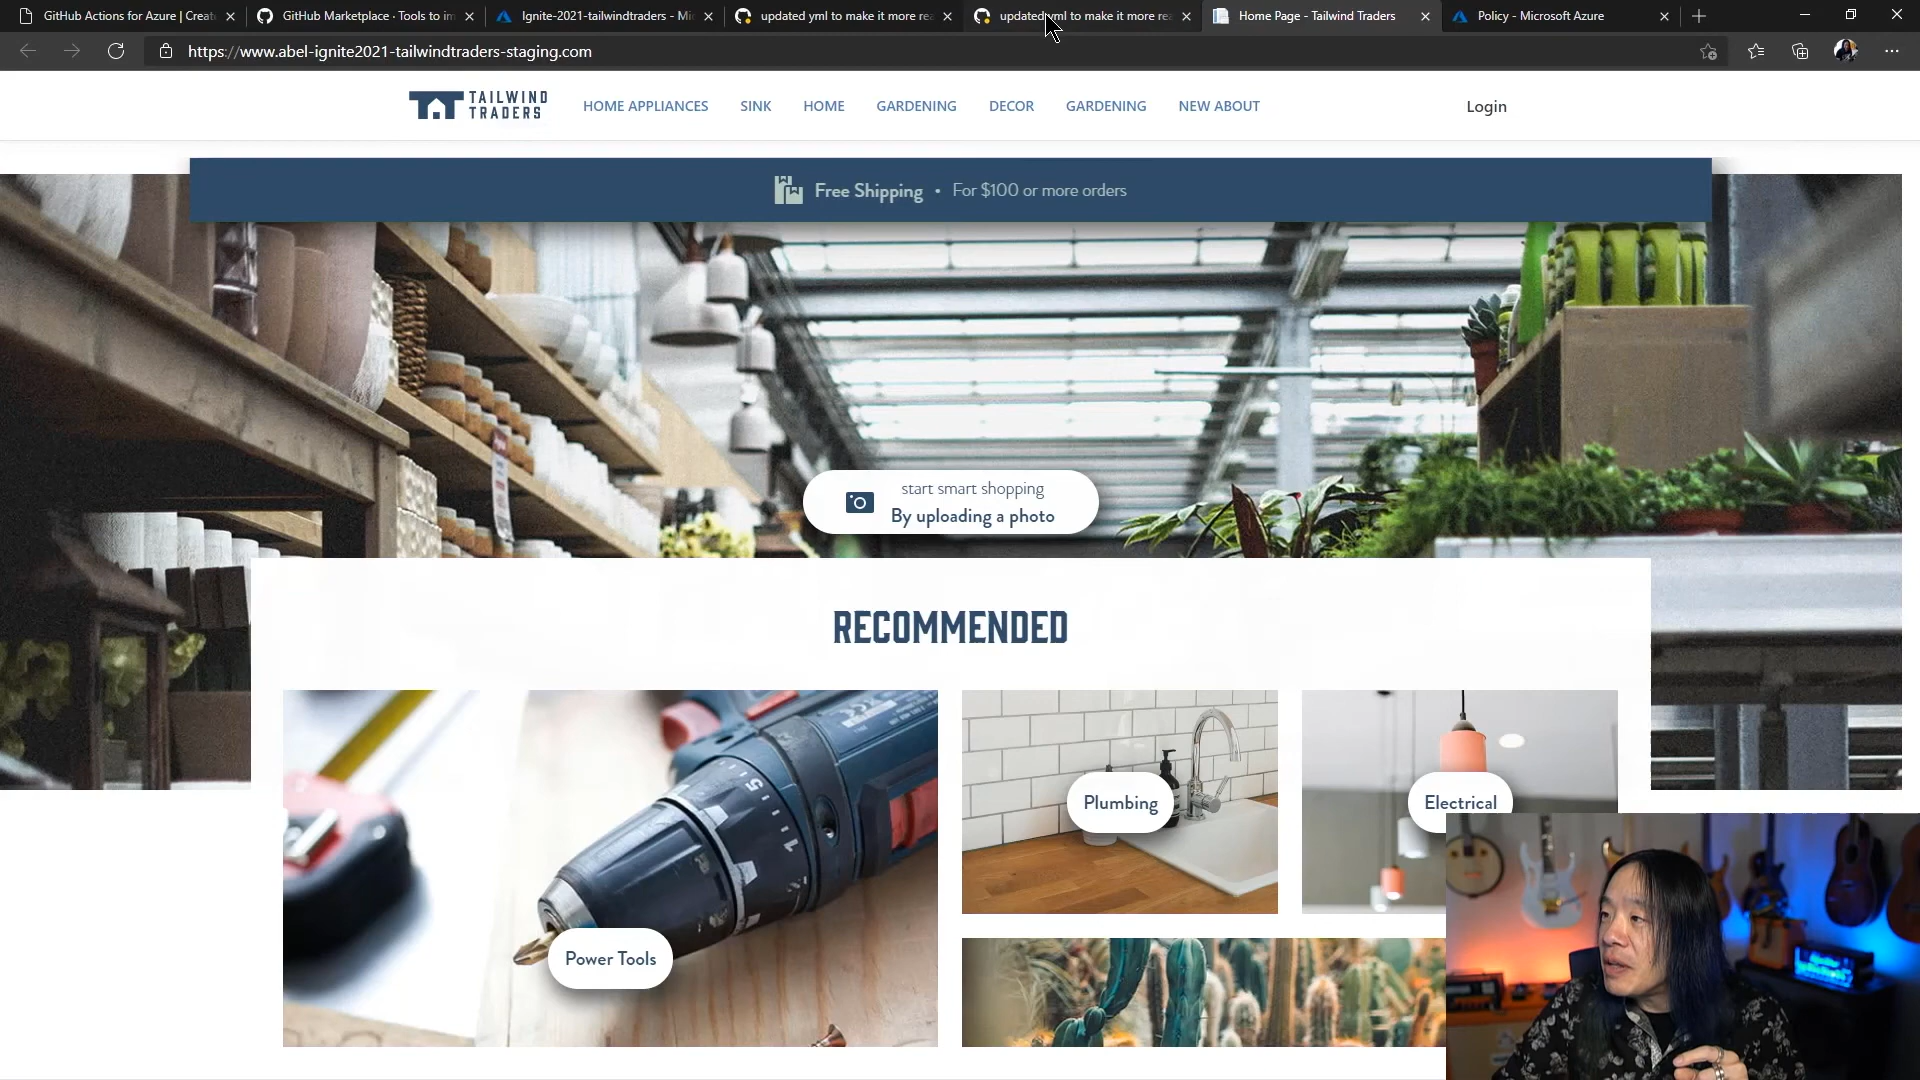 GitHub Actions for Azure | Creat
GitHub Marketplace · Tools to im
Ignite-2021-tailwindtraders - Mi
updated yml to make it more rea
updated yml to make it more rea
Home Page - Tailwind Traders
Policy - Microsoft Azure
https://www.abel-ignite2021-tailwindtraders-staging.com
TAILWIND
TRADERS
HOME APPLIANCES
SINK
HOME
GARDENING
DECOR
GARDENING
NEW ABOUT
Login
Free Shipping • For $100 or more orders
start smart shopping
By uploading a photo
RECOMMENDED
Plumbing
Electrical
Power Tools